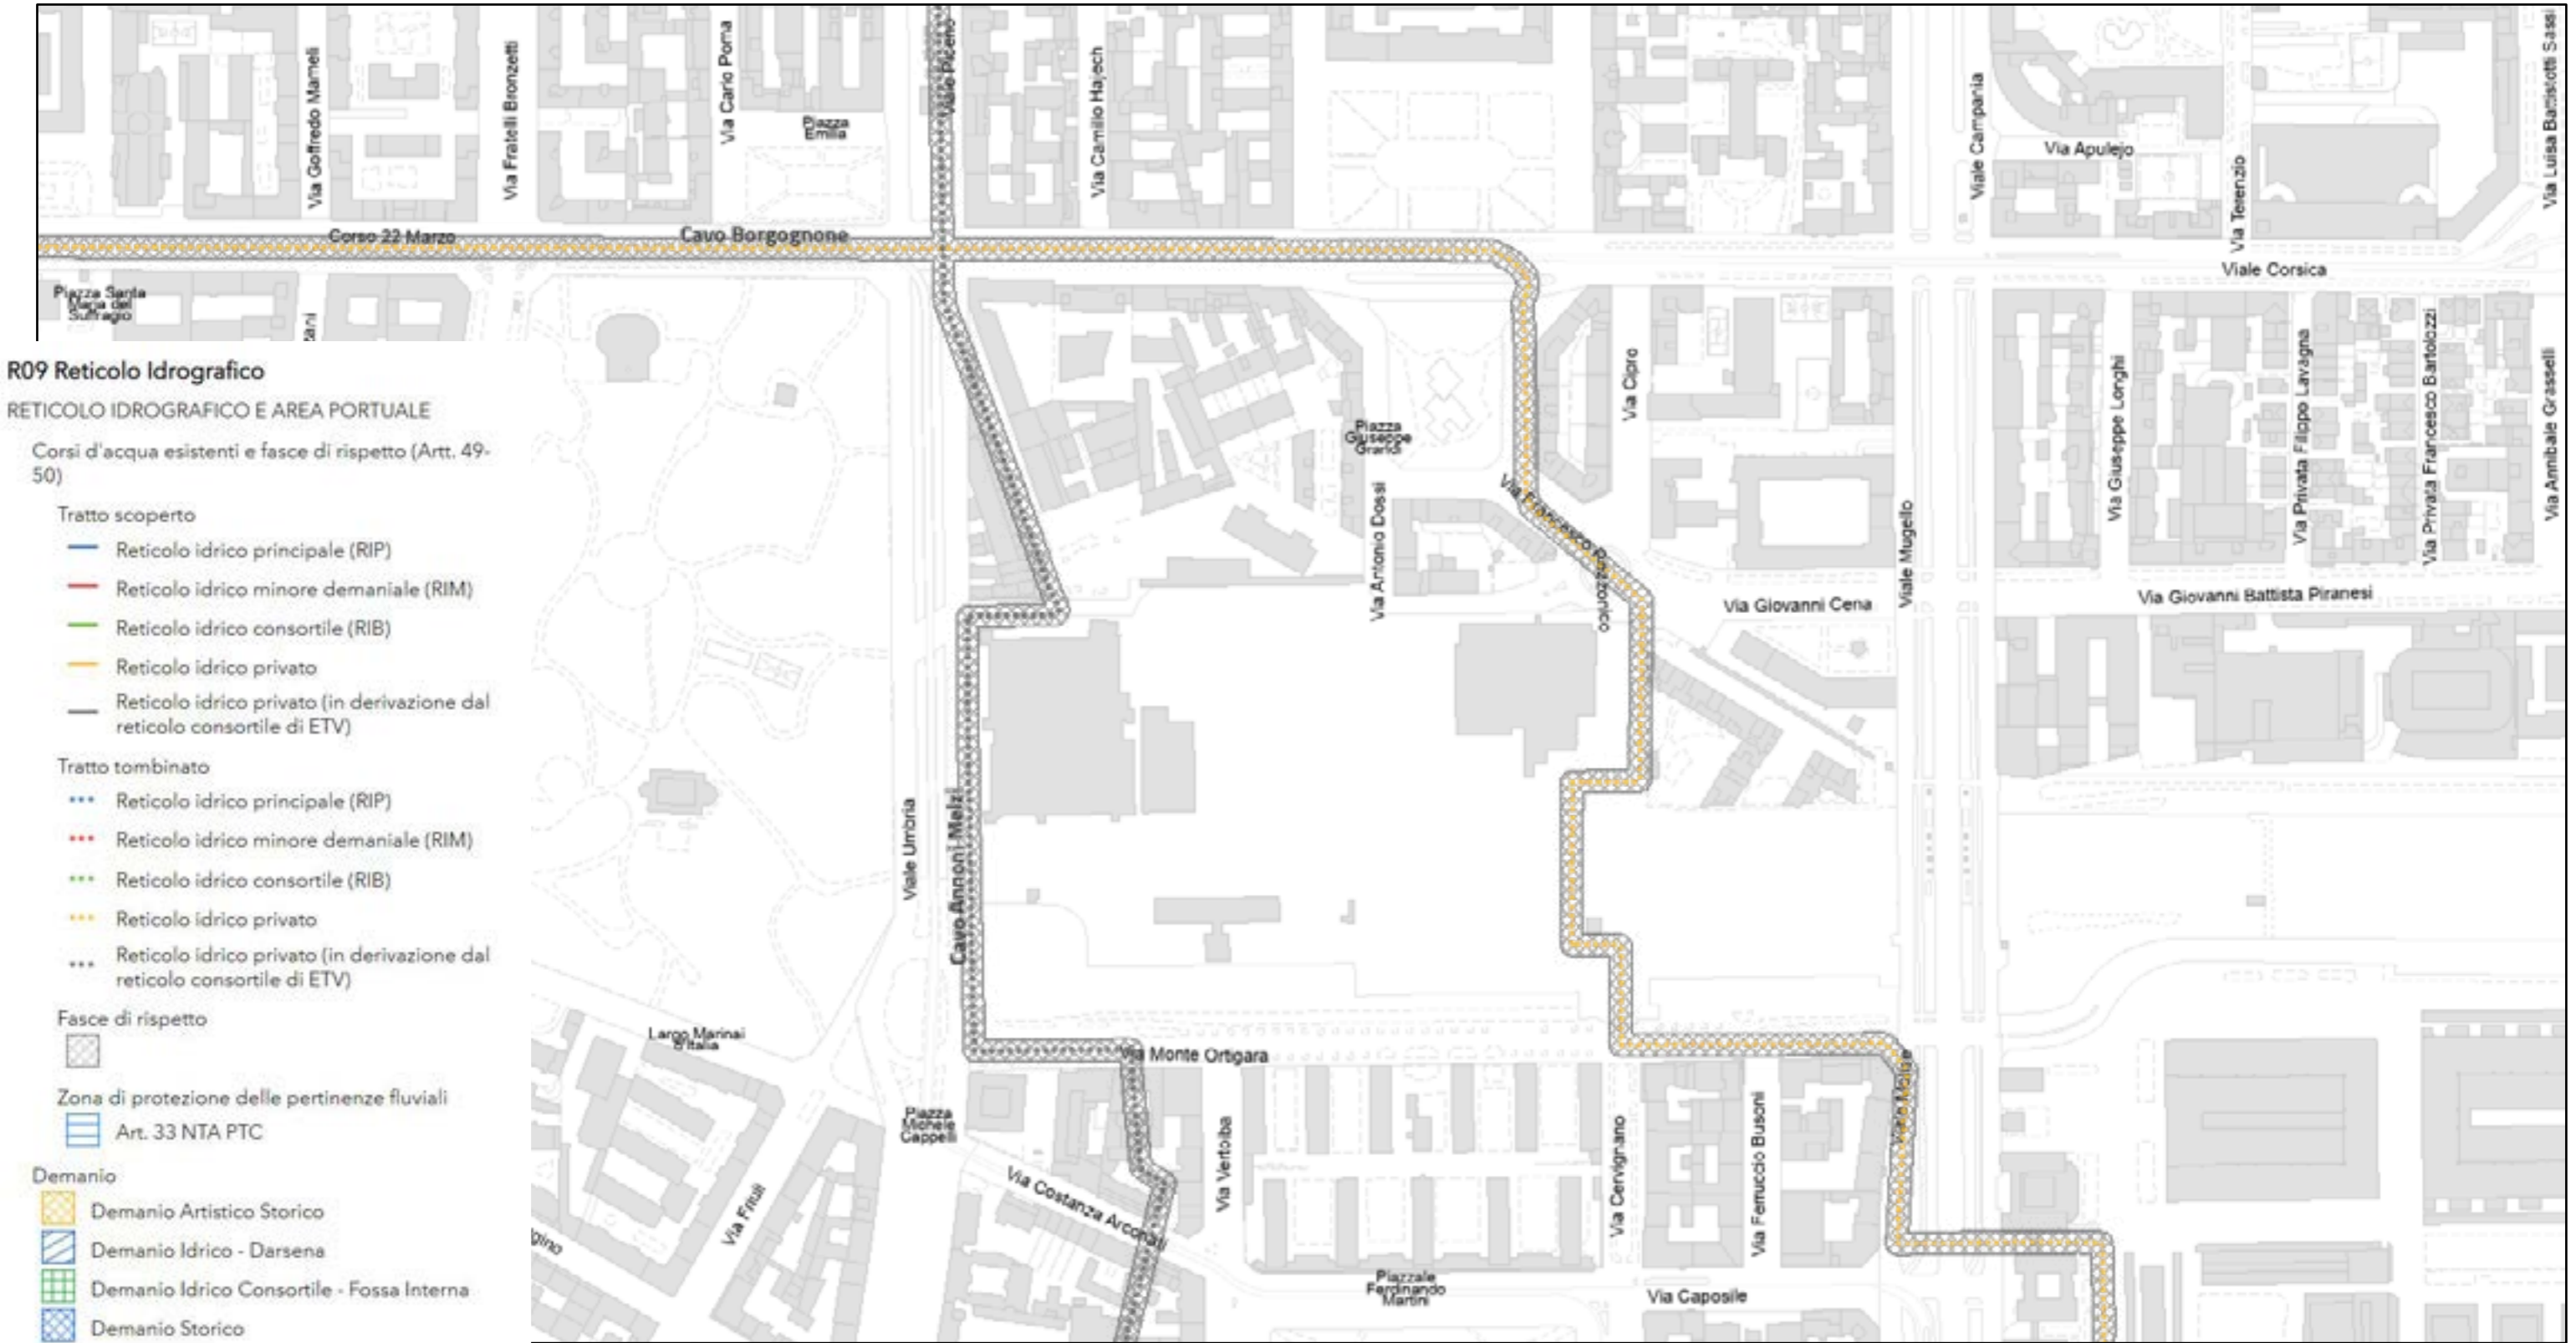 Via Goffredo Mameli
Via Fratelli Bronzetti
Via Carlo Poma
Piazza
Emilia
Viale Piceno
Via Camillo Hajech
Viale Campania
Via Apulejo
Via Terenzio
Via Luisa Battistotti Sassi
Corso 22 Marzo
Cavo Borgognone
Viale Corsica
Piazza Santa
Maria del
Suffragio
Via Cipro
Piazza
Giuseppe
Grandi
Via Giuseppe Longhi
Via Privata Filippo Lavagna
Via Privata Francesco Bartolozzi
Via Annibale Grasselli
Via Antonio Dossi
Via Francesco Rezzonico
Viale Mugello
Via Giovanni Cena
Via Giovanni Battista Piranesi
Viale Umbria
Cavo Annoni Melzi
Largo Marinai
d'Italia
Via Monte Ortigara
Viale Molise
Piazza
Michele
Cappelli
Via Costanza Arconati
Via Vertoiba
Via Cervignano
Via Ferruccio Busoni
Via Friuli
Piazzale
Ferdinando
Martini
Via Caposile
R09 Reticolo Idrografico
RETICOLO IDROGRAFICO E AREA PORTUALE
Corsi d'acqua esistenti e fasce di rispetto (Artt. 49-
50)
Tratto scoperto
Reticolo idrico principale (RIP)
Reticolo idrico minore demaniale (RIM)
Reticolo idrico consortile (RIB)
Reticolo idrico privato
Reticolo idrico privato (in derivazione dal
reticolo consortile di ETV)
Tratto tombinato
Reticolo idrico principale (RIP)
Reticolo idrico minore demaniale (RIM)
Reticolo idrico consortile (RIB)
Reticolo idrico privato
Reticolo idrico privato (in derivazione dal
reticolo consortile di ETV)
Fasce di rispetto
Zona di protezione delle pertinenze fluviali
Art. 33 NTA PTC
Demanio
Demanio Artistico Storico
Demanio Idrico - Darsena
Demanio Idrico Consortile - Fossa Interna
Demanio Storico